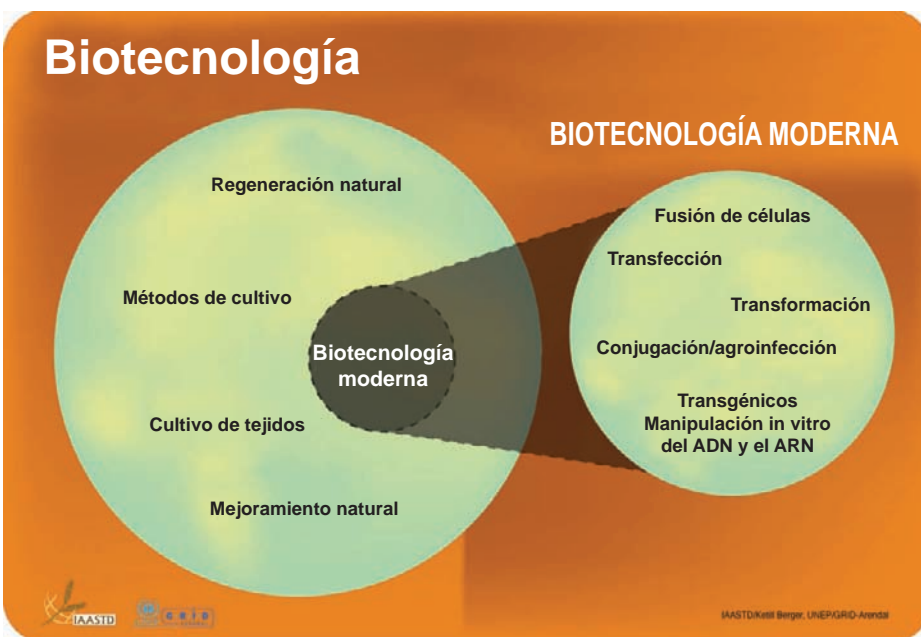 Biotecnología
BIOTECNOLOGÍA MODERNA
Regeneración natural
Métodos de cultivo
Biotecnología
moderna
Cultivo de tejidos
Mejoramiento natural
Fusión de células
Transfección
Transformación
Conjugación/agroinfección
Transgénicos
Manipulación in vitro
del ADN y el ARN
IAASTD
IAASTD/Ketill Berger, UNEP/GRID-Arendal